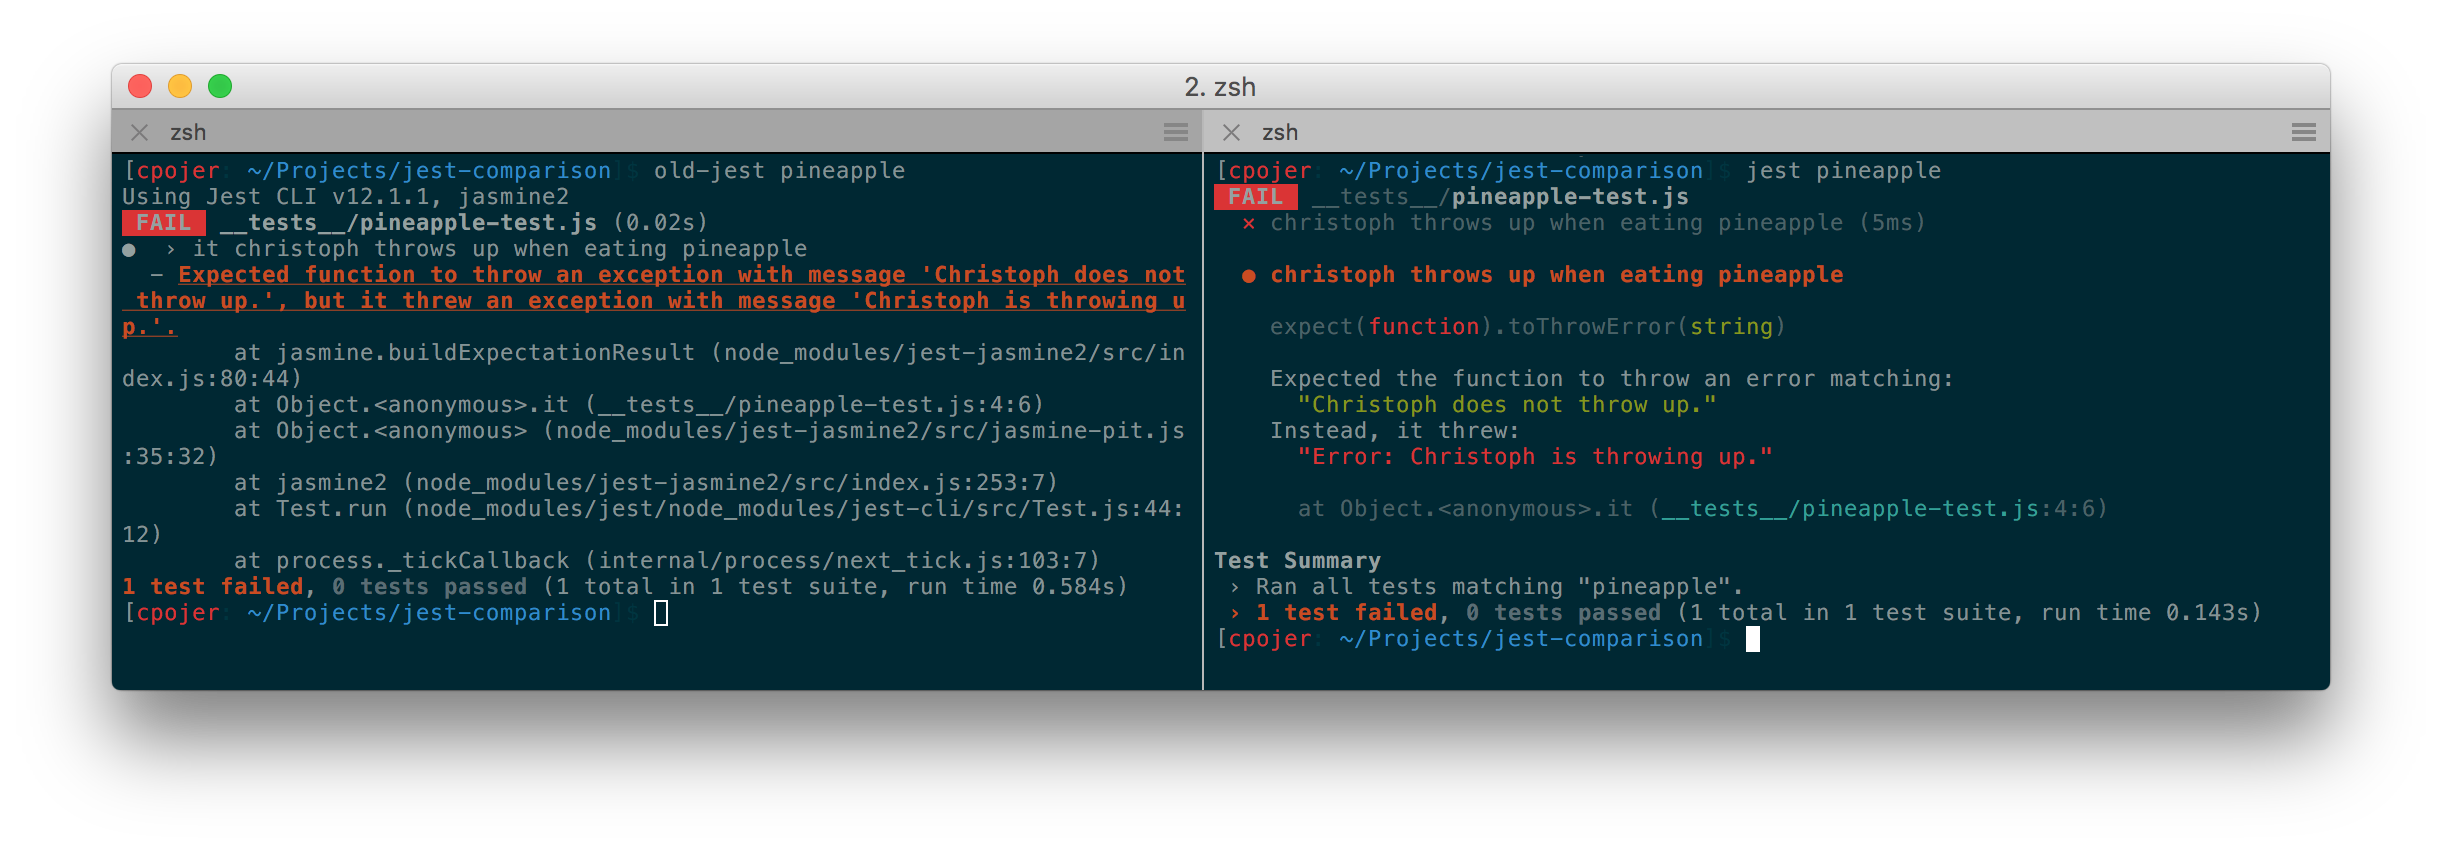 2. zsh
zsh
[cpojer: ~/Projects/jest-comparison]$ old-jest pineapple
Using Jest CLI v12.1.1, jasmine2
FAIL __tests__/pineapple-test.js (0.02s)
● › it christoph throws up when eating pineapple
- Expected function to throw an exception with message 'Christoph does not
throw up.', but it threw an exception with message 'Christoph is throwing u
p.'.
at jasmine.buildExpectationResult (node_modules/jest-jasmine2/src/in
dex.js:80:44)
at Object.<anonymous>.it (__tests__/pineapple-test.js:4:6)
at Object.<anonymous> (node_modules/jest-jasmine2/src/jasmine-pit.js
:35:32)
at jasmine2 (node_modules/jest-jasmine2/src/index.js:253:7)
at Test.run (node_modules/jest/node_modules/jest-cli/src/Test.js:44:
12)
at process._tickCallback (internal/process/next_tick.js:103:7)
1 test failed, 0 tests passed (1 total in 1 test suite, run time 0.584s)
[cpojer: ~/Projects/jest-comparison]$
zsh
[cpojer: ~/Projects/jest-comparison]$ jest pineapple
FAIL __tests__/pineapple-test.js
× christoph throws up when eating pineapple (5ms)
● christoph throws up when eating pineapple
expect(function).toThrowError(string)
Expected the function to throw an error matching:
"Christoph does not throw up."
Instead, it threw:
"Error: Christoph is throwing up."
at Object.<anonymous>.it (__tests__/pineapple-test.js:4:6)
Test Summary
› Ran all tests matching "pineapple".
› 1 test failed, 0 tests passed (1 total in 1 test suite, run time 0.143s)
[cpojer: ~/Projects/jest-comparison]$